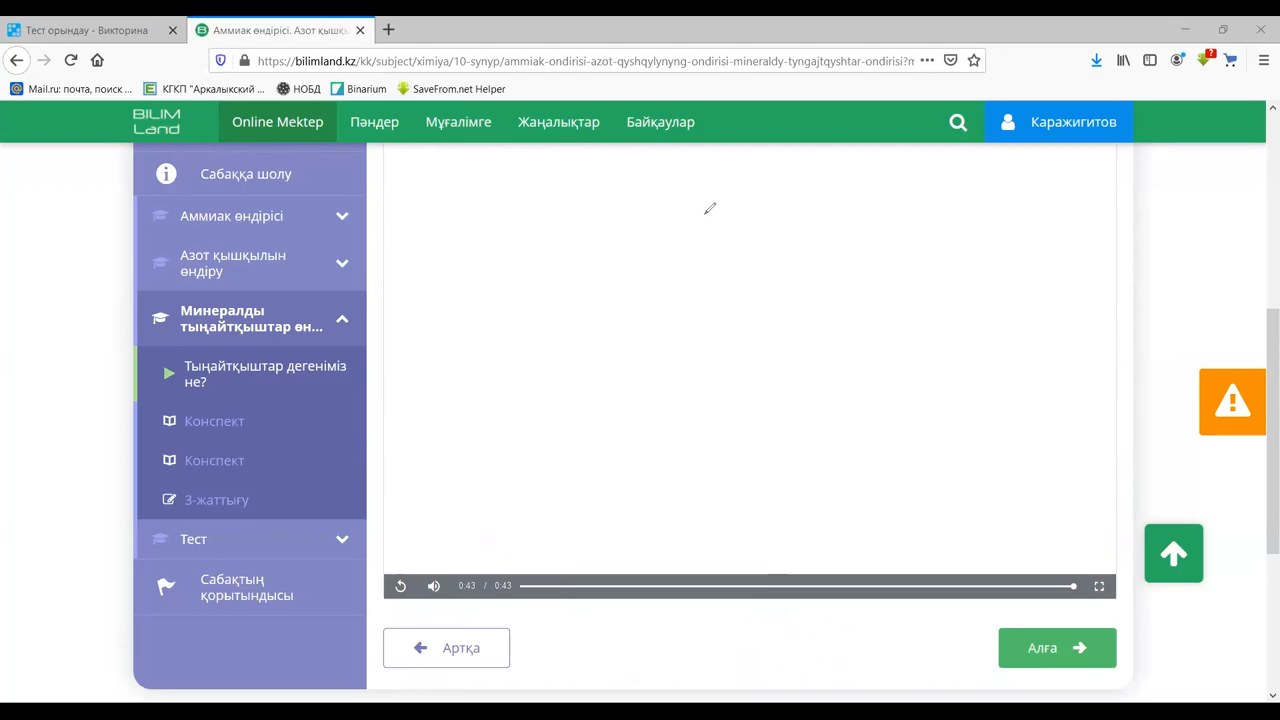 Тест орындау - Викторина
Аммиак өндірісі. Азот қышқ
https://bilimland.kz/kk/subject/ximiya/10-synyp/ammiak-ondirisi-azot-qyshqylynyng-ondirisi-mineraldy-tyngajtqyshtar-ondirisi?m
Mail.ru: почта, поиск ...
КГКП "Аркалыкский ...
НОБД
Binarium
SaveFrom.net Helper
BILIM
Land
Online Mektep
Пәндер
Мұғалімге
Жаңалықтар
Байқаулар
Каражигитов
Сабаққа шолу
Аммиак өндірісі
Азот қышқылын
өндіру
Минералды
тыңайтқыштар өн...
Тыңайтқыштар дегеніміз
не?
Конспект
Конспект
3-жаттығу
Тест
Сабақтың
қорытындысы
0:43 / 0:43
Артқа
Алға